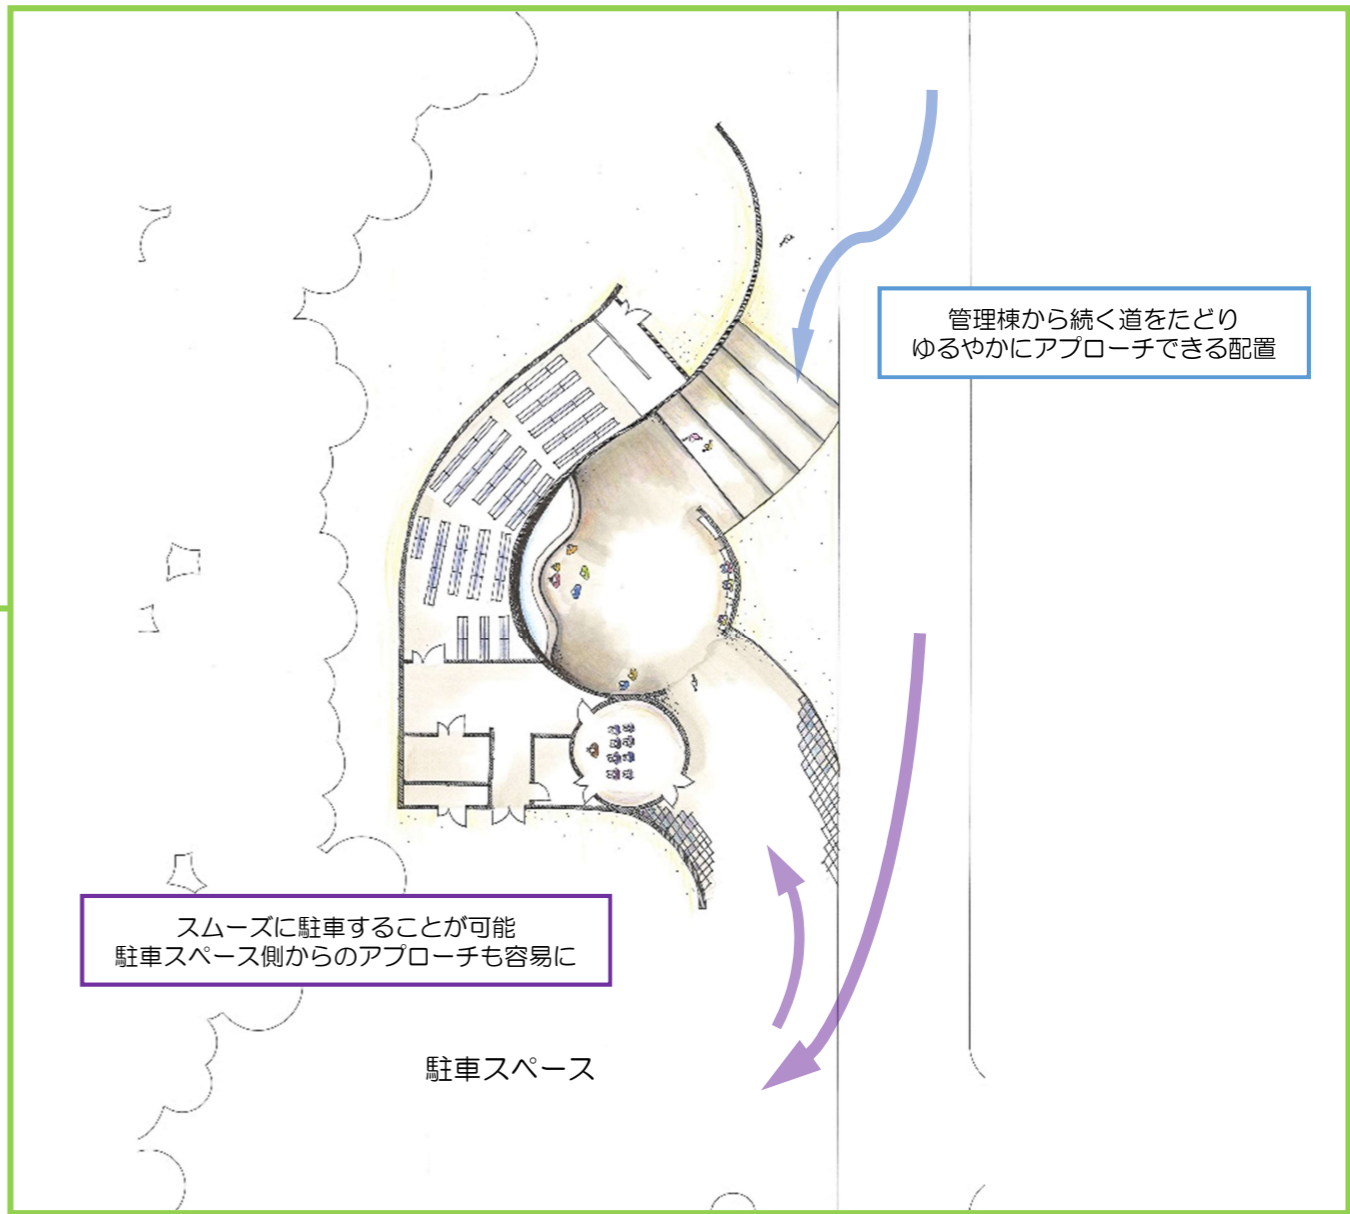 管理棟から続く道をたどり
ゆるやかにアプローチできる配置
スムーズに駐車することが可能
駐車スペース側からのアプローチも容易に
駐車スペース